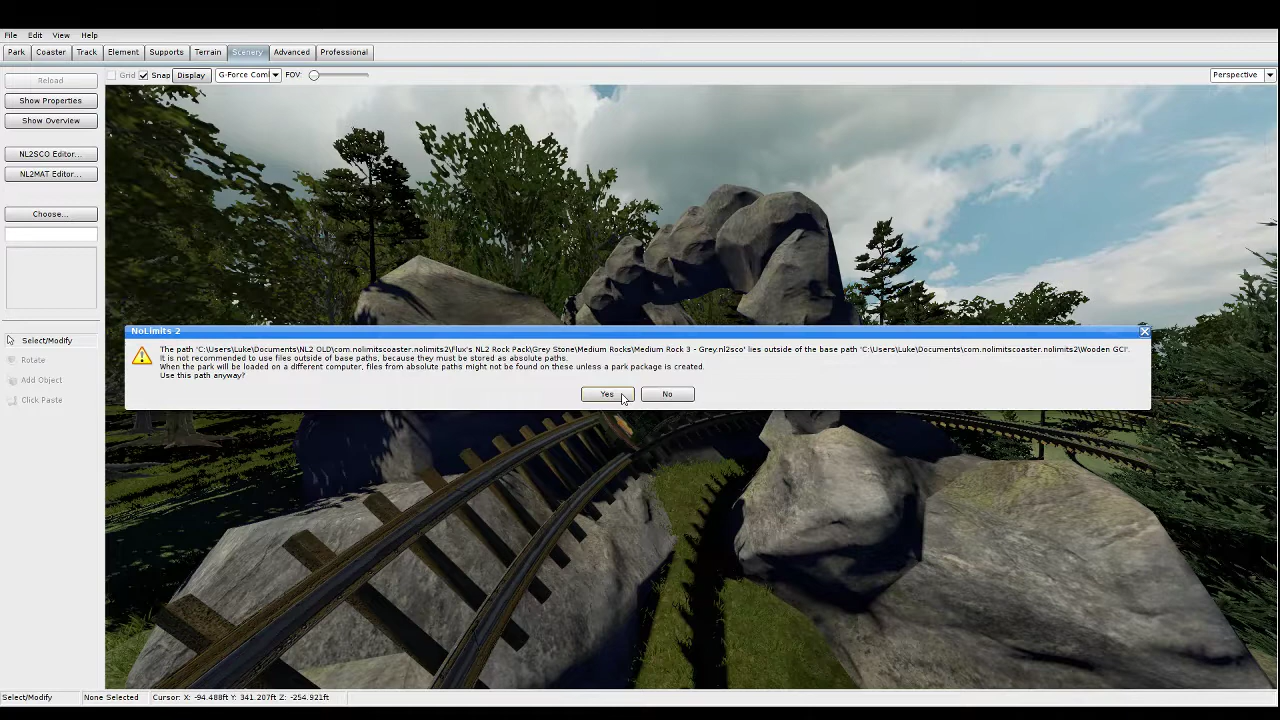 File Edit View Help
Park Coaster Track Element Supports Terrain Scenery Advanced Professional
Reload
Grid Snap Display G-Force Com FOV: Perspective
Show Properties
Show Overview
NL2SCO Editor...
NL2MAT Editor...
Choose...
NoLimits 2
The path 'C:\Users\Luke\Documents\NL2 OLD\com.nolimitscoaster.nolimits2\Flux's NL2 Rock Pack\Grey Stone\Medium Rocks\Medium Rock 3 - Grey.nl2sco' lies outside of the base path 'C:\Users\Luke\Documents\com.nolimitscoaster.nolimits2\Wooden GCI'.
It is not recommended to use files outside of base paths, because they must be stored as absolute paths.
When the park will be loaded on a different computer, files from absolute paths might not be found on these unless a park package is created.
Use this path anyway?
Yes No
Select/Modify
Rotate
Add Object
Click Paste
Select/Modify None Selected Cursor: X: -94.488ft Y: 341.207ft Z: -254.921ft